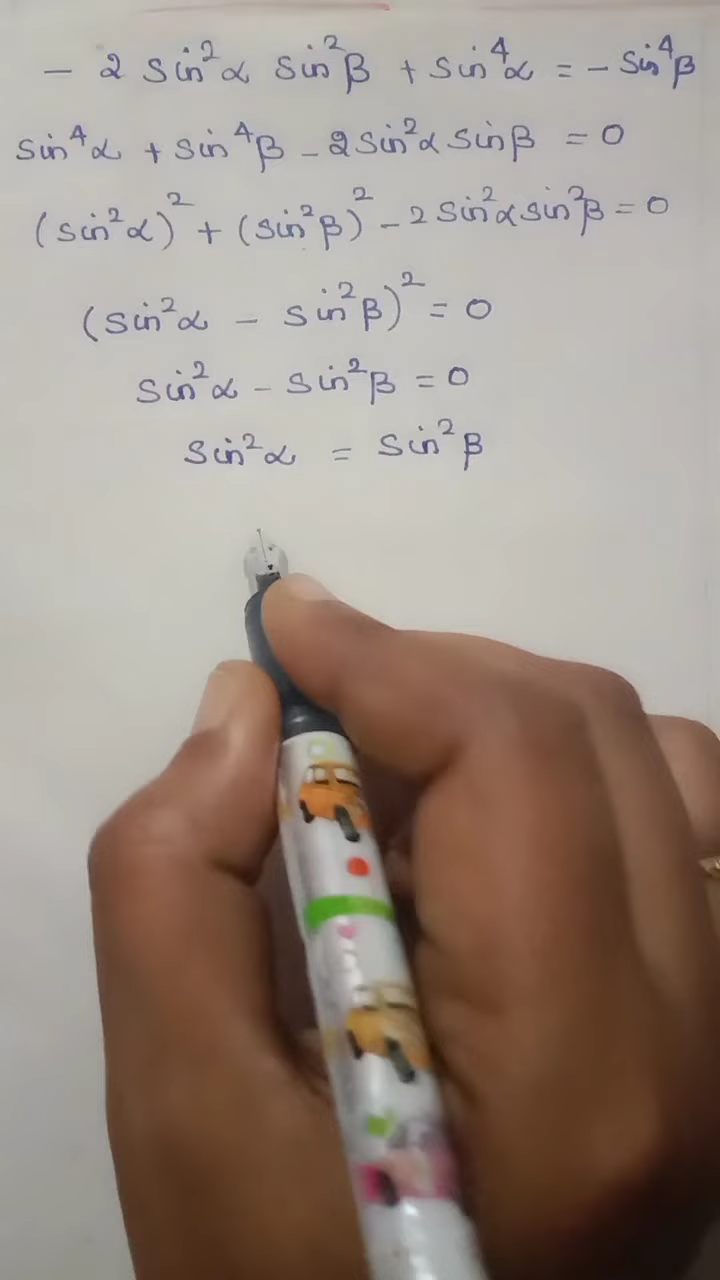 - 2 sin²α sin²β + sin⁴α = - sin⁴β
sin⁴α + sin⁴β - 2sin²α sinβ = 0
(sin²α)² + (sin²β)² - 2 sin²α sin²β = 0
(sin²α - sin²β)² = 0
sin²α - sin²β = 0
sin²α = sin²β